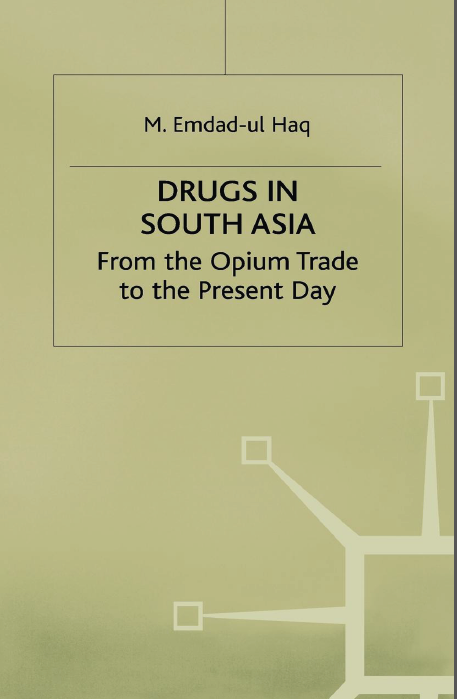 M. Emdad-ul Haq
DRUGS IN
SOUTH ASIA
From the Opium Trade
to the Present Day